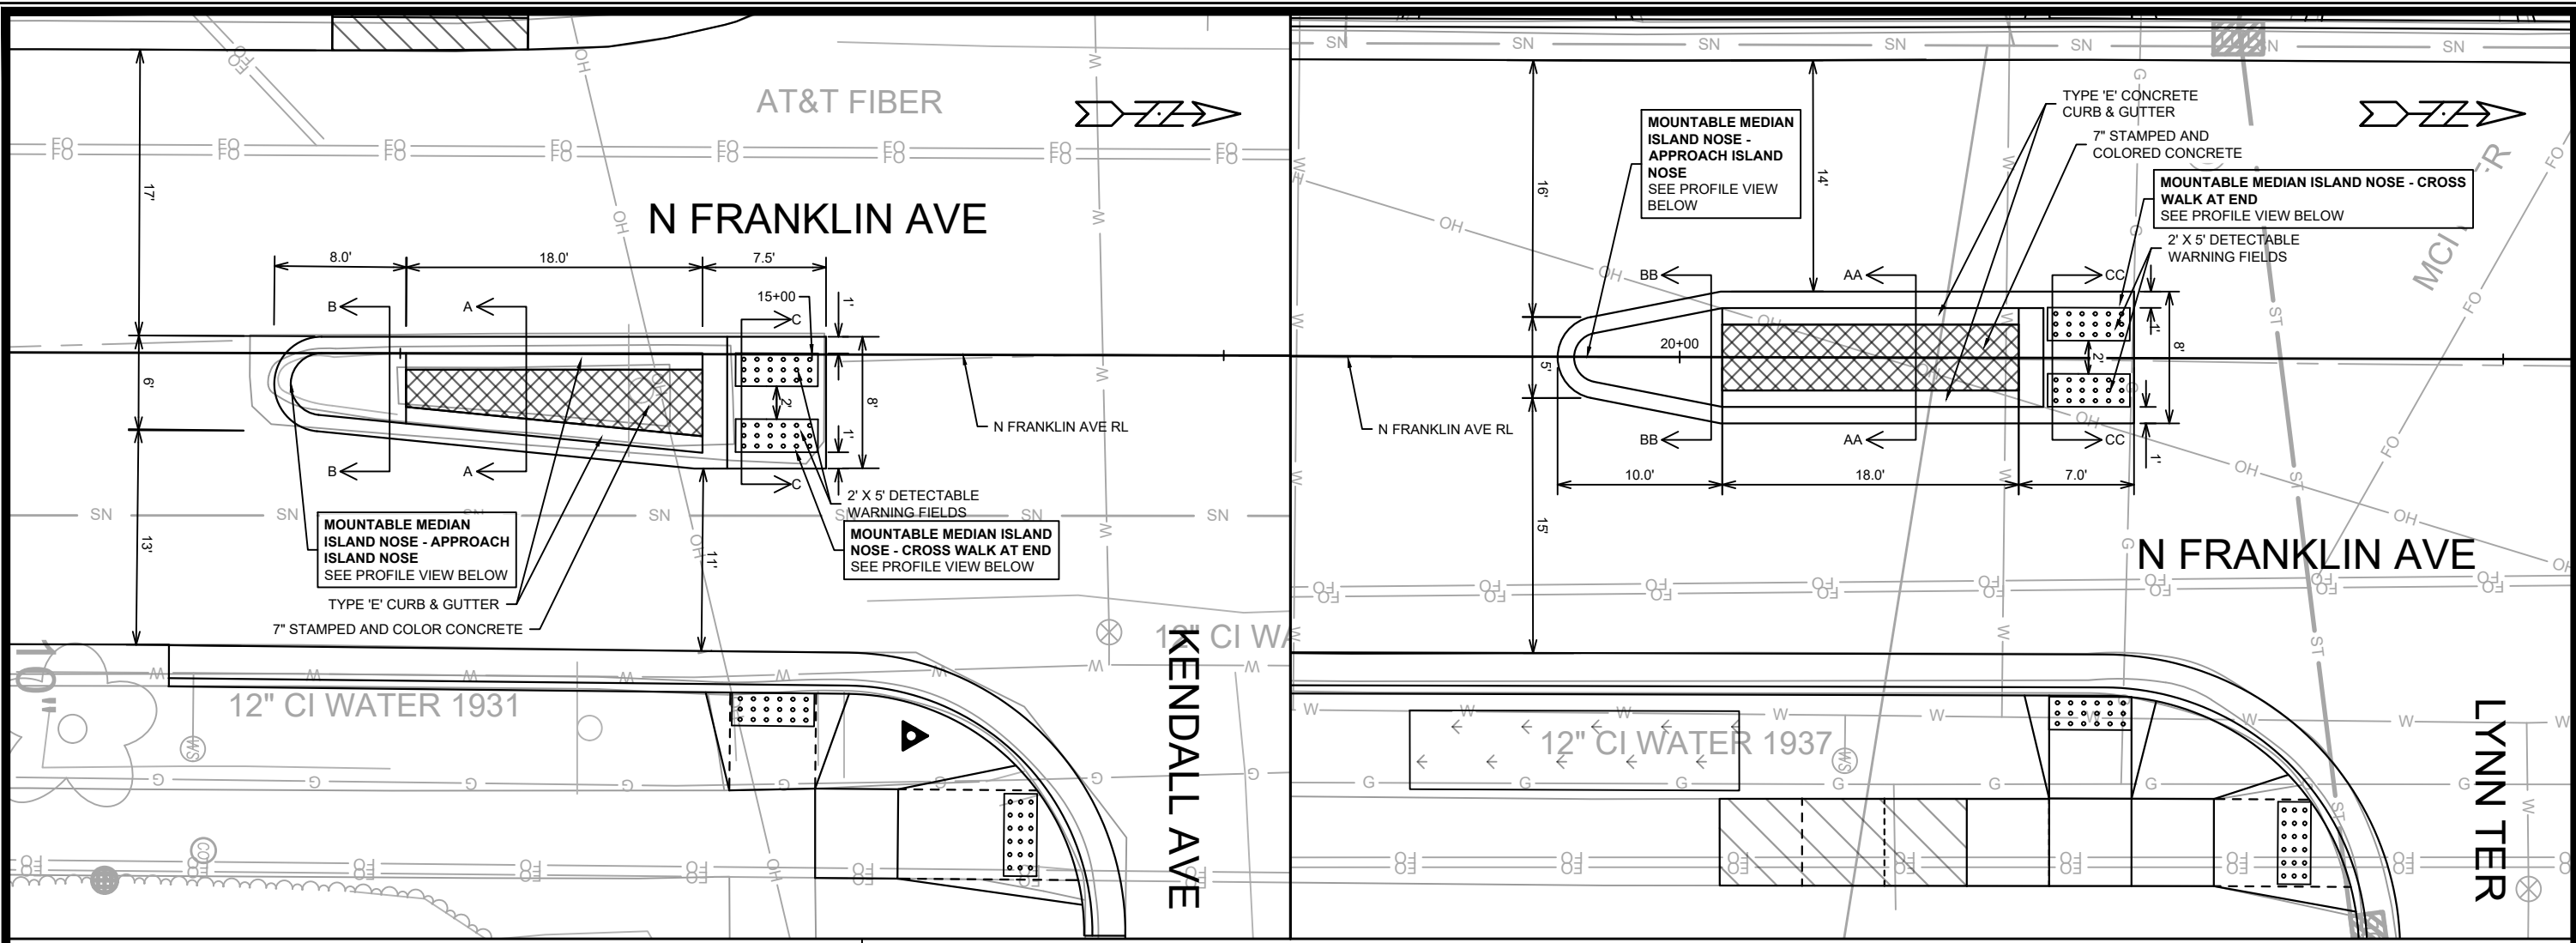 AT&T FIBER
N FRANKLIN AVE
17'
8.0'
18.0'
7.5'
15+00
1'
B
A
C
6'
2'
8'
1'
N FRANKLIN AVE RL
B
A
C
2' X 5' DETECTABLE
WARNING FIELDS
MOUNTABLE MEDIAN
ISLAND NOSE - APPROACH
ISLAND NOSE
SEE PROFILE VIEW BELOW
MOUNTABLE MEDIAN ISLAND
NOSE - CROSS WALK AT END
SEE PROFILE VIEW BELOW
13'
11'
TYPE 'E' CURB & GUTTER
7" STAMPED AND COLOR CONCRETE
10"
12" CI WATER 1931
12" CI WA
KENDALL AVE
MOUNTABLE MEDIAN
ISLAND NOSE -
APPROACH ISLAND
NOSE
SEE PROFILE VIEW
BELOW
TYPE 'E' CONCRETE
CURB & GUTTER
7" STAMPED AND
COLORED CONCRETE
MOUNTABLE MEDIAN ISLAND NOSE - CROSS
WALK AT END
SEE PROFILE VIEW BELOW
2' X 5' DETECTABLE
WARNING FIELDS
MCI
16'
14'
BB
AA
CC
20+00
5'
1'
2'
8'
1'
N FRANKLIN AVE RL
BB
AA
CC
10.0'
18.0'
7.0'
15'
N FRANKLIN AVE
12" CI WATER 1937
LYNN TER